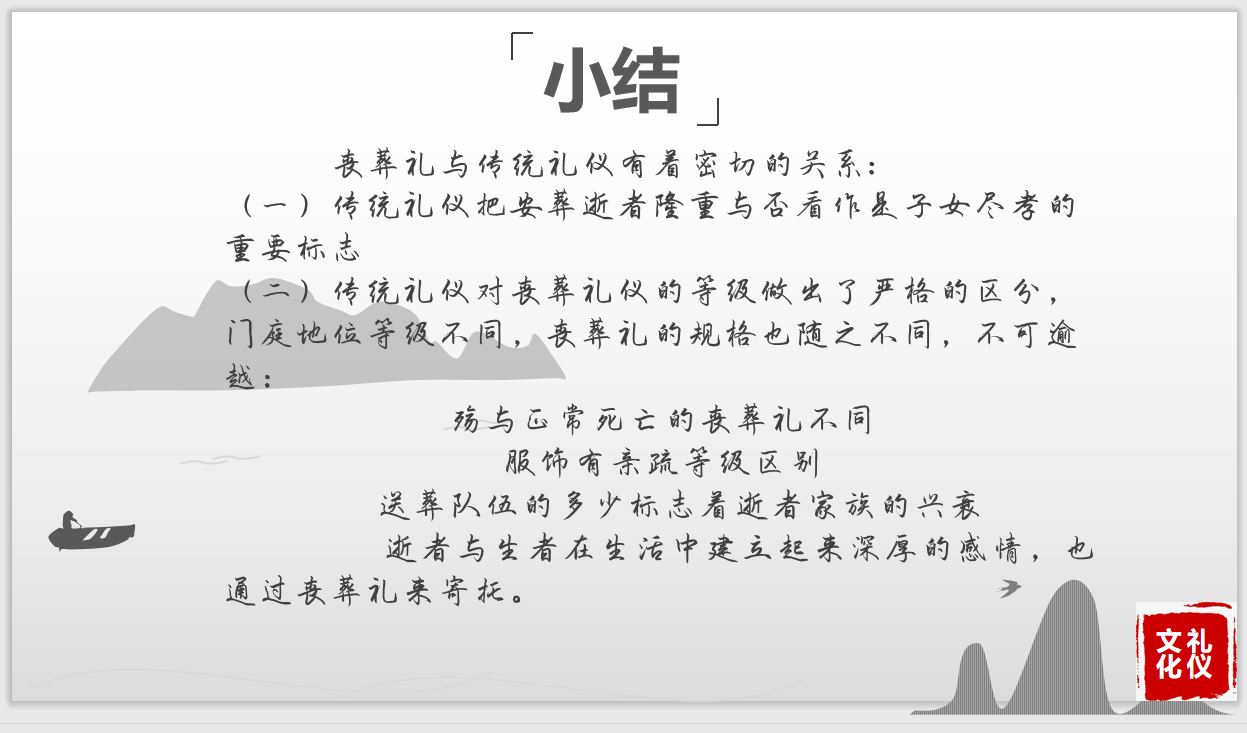 小结
丧葬礼与传统礼仪有着密切的关系：
（一）传统礼仪把安葬逝者隆重与否看作是子女尽孝的
重要标志
（二）传统礼仪对丧葬礼仪的等级做出了严格的区分，
门庭地位等级不同，丧葬礼的规格也随之不同，不可逾
越：
殇与正常死亡的丧葬礼不同
服饰有亲疏等级区别
送葬队伍的多少标志着逝者家族的兴衰
逝者与生者在生活中建立起来深厚的感情，也
通过丧葬礼来寄托。
文礼
化仪